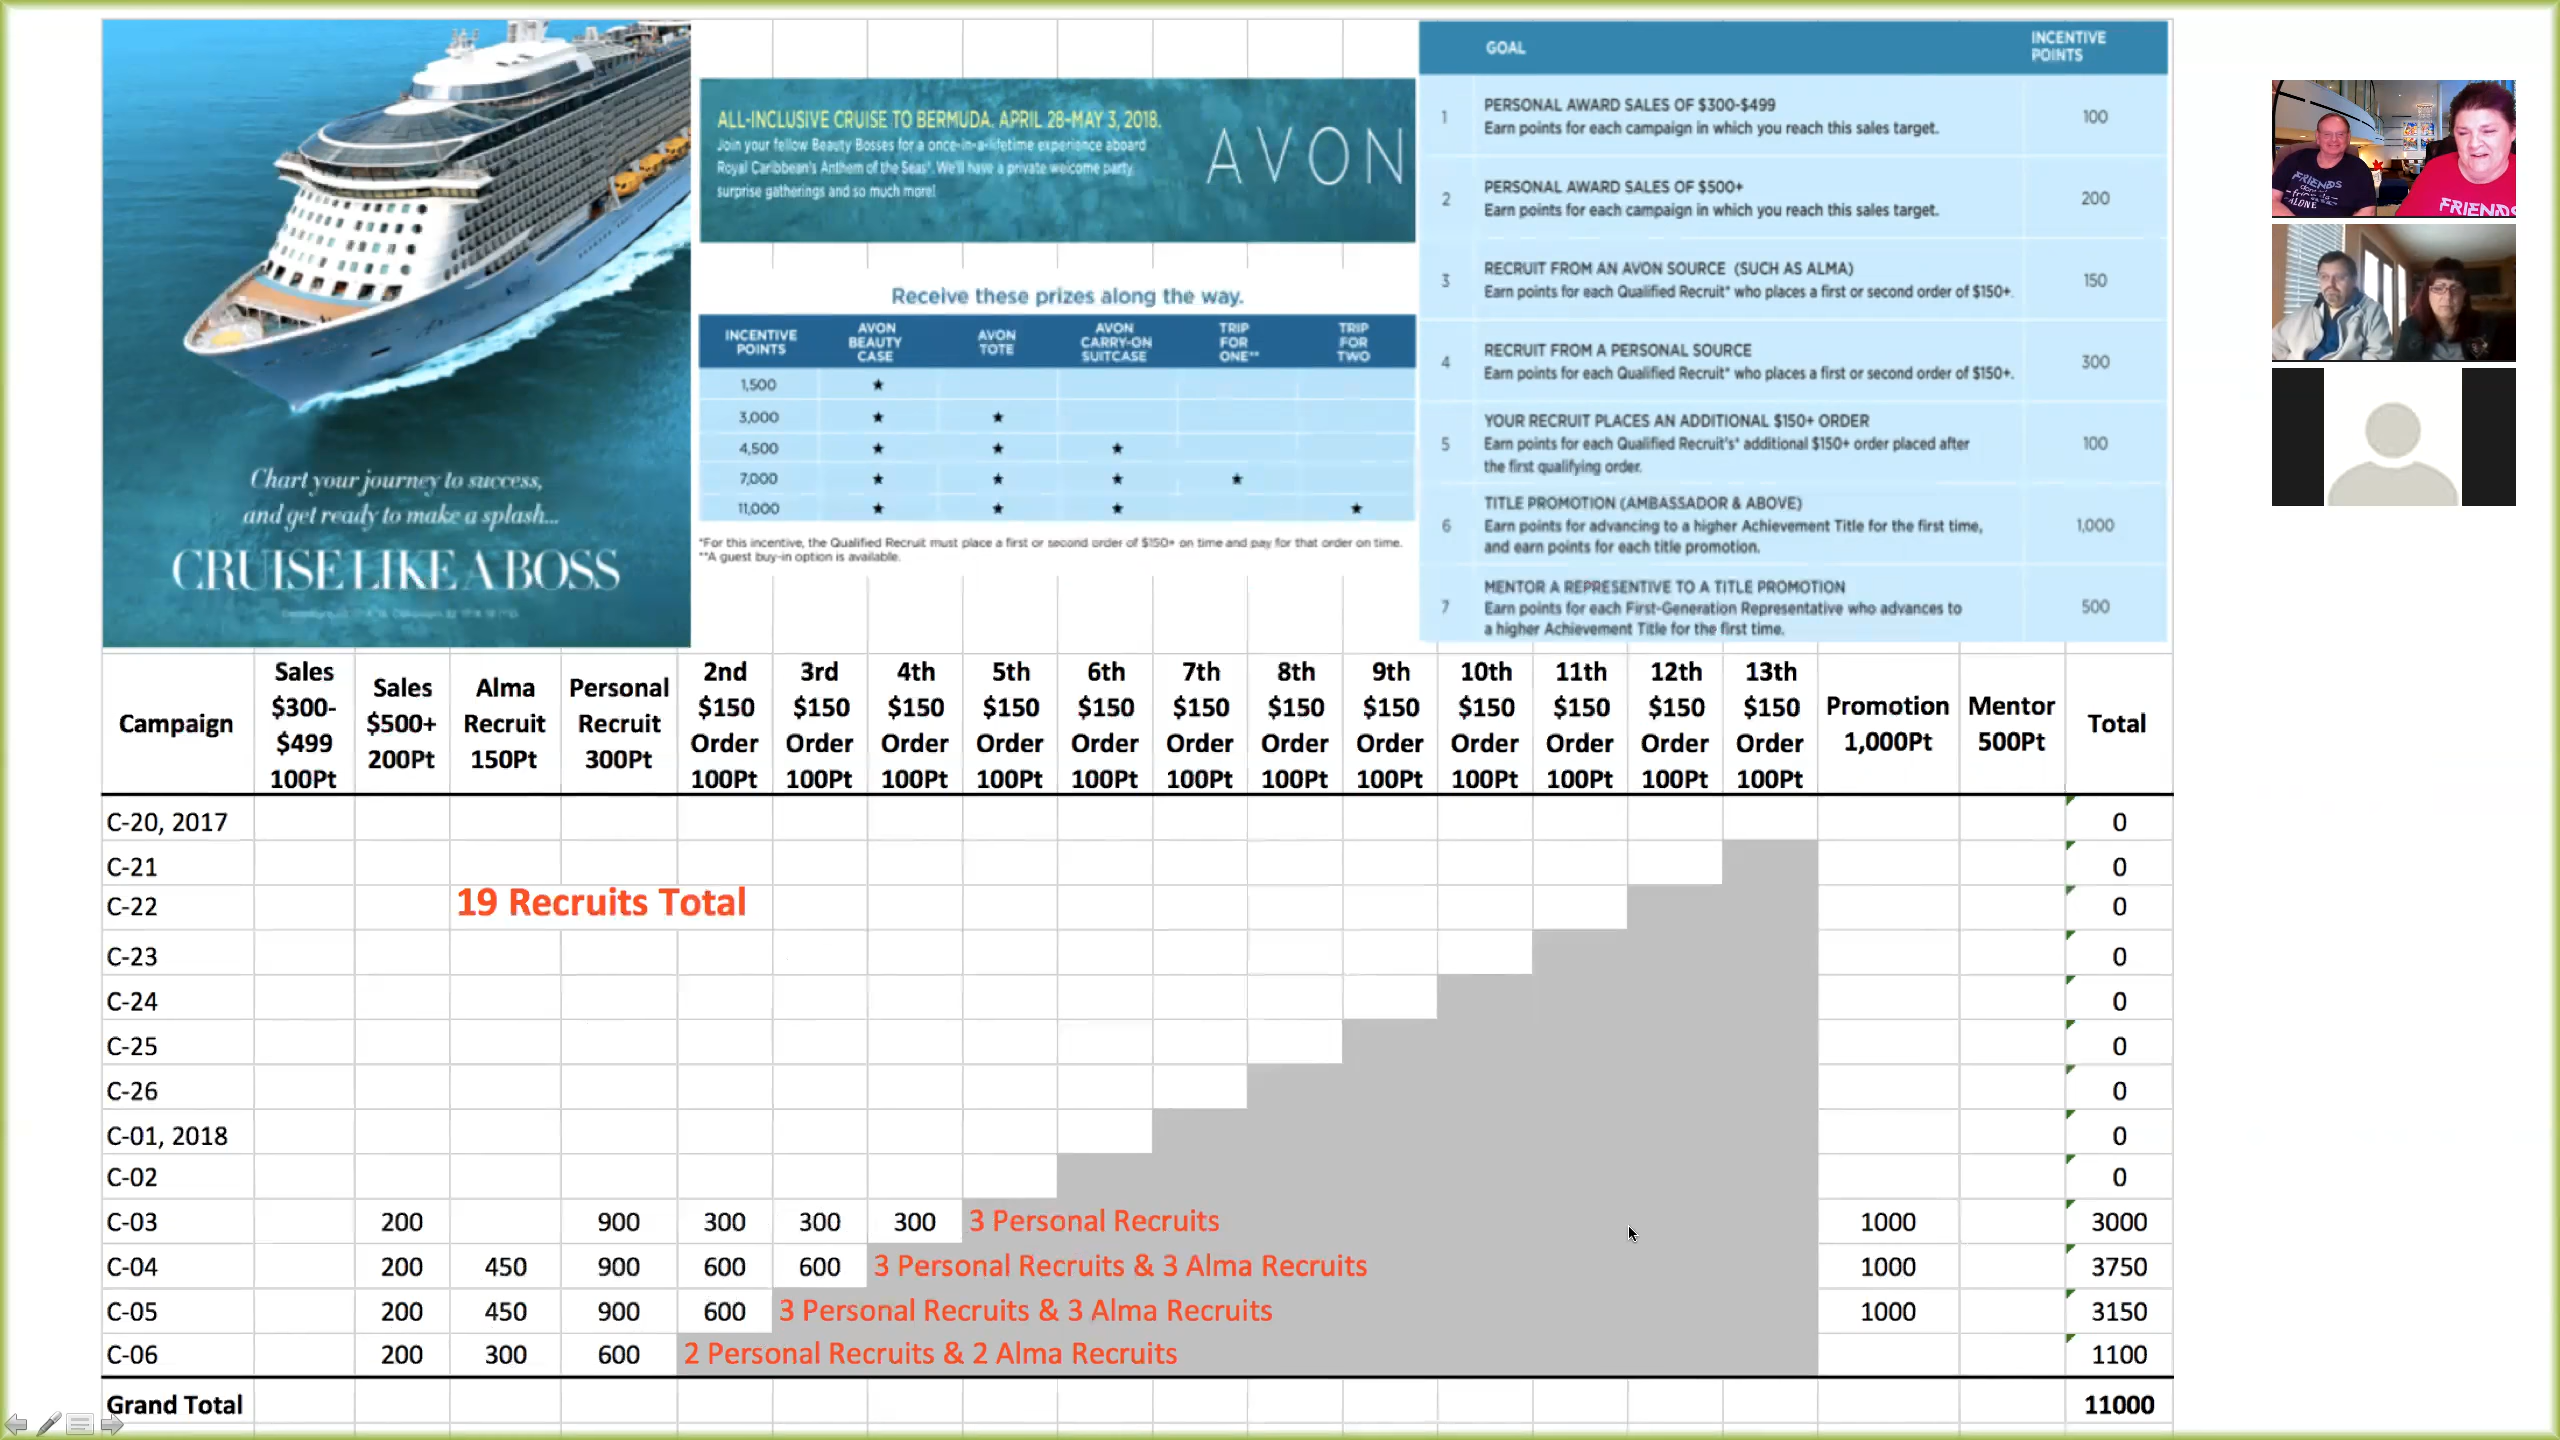 Chart your journey to success,
and get ready to make a splash...
CRUISE LIKE A BOSS
ALL-INCLUSIVE CRUISE TO BERMUDA. APRIL 28-MAY 3, 2018.
Join your fellow Beauty Bosses for a once-in-a-lifetime experience aboard
Royal Caribbean's Anthem of the Seas®. We'll have a private welcome party,
surprise gatherings and so much more!
AVON
Receive these prizes along the way.
INCENTIVE POINTS AVON BEAUTY CASE AVON TOTE AVON CARRY-ON SUITCASE TRIP FOR ONE** TRIP FOR TWO
1,500 ★
3,000 ★ ★
4,500 ★ ★ ★
7,000 ★ ★ ★ ★
11,000 ★ ★ ★ ★
*For this incentive, the Qualified Recruit must place a first or second order of $150+ on time and pay for that order on time.
**A guest buy-in option is available.
GOAL INCENTIVE POINTS
1 PERSONAL AWARD SALES OF $300-$499 100
Earn points for each campaign in which you reach this sales target.
2 PERSONAL AWARD SALES OF $500+ 200
Earn points for each campaign in which you reach this sales target.
3 RECRUIT FROM AN AVON SOURCE (SUCH AS ALMA) 150
Earn points for each Qualified Recruit* who places a first or second order of $150+.
4 RECRUIT FROM A PERSONAL SOURCE 300
Earn points for each Qualified Recruit* who places a first or second order of $150+.
5 YOUR RECRUIT PLACES AN ADDITIONAL $150+ ORDER 100
Earn points for each Qualified Recruit's* additional $150+ order placed after
the first qualifying order.
6 TITLE PROMOTION (AMBASSADOR & ABOVE) 1,000
Earn points for advancing to a higher Achievement Title for the first time,
and earn points for each title promotion.
7 MENTOR A REPRESENTIVE TO A TITLE PROMOTION 500
Earn points for each First-Generation Representative who advances to
a higher Achievement Title for the first time.
FRIENDS
ALONE
FRIENDS
Campaign Sales $300-$499 100Pt Sales $500+ 200Pt Alma Recruit 150Pt Personal Recruit 300Pt 2nd $150 Order 100Pt 3rd $150 Order 100Pt 4th $150 Order 100Pt 5th $150 Order 100Pt 6th $150 Order 100Pt 7th $150 Order 100Pt 8th $150 Order 100Pt 9th $150 Order 100Pt 10th $150 Order 100Pt 11th $150 Order 100Pt 12th $150 Order 100Pt 13th $150 Order 100Pt Promotion 1,000Pt Mentor 500Pt Total
C-20, 2017 0
C-21 0
C-22 19 Recruits Total 0
C-23 0
C-24 0
C-25 0
C-26 0
C-01, 2018 0
C-02 0
C-03 200 900 300 300 300 3 Personal Recruits 1000 3000
C-04 200 450 900 600 600 3 Personal Recruits & 3 Alma Recruits 1000 3750
C-05 200 450 900 600 3 Personal Recruits & 3 Alma Recruits 1000 3150
C-06 200 300 600 2 Personal Recruits & 2 Alma Recruits 1100
Grand Total 11000